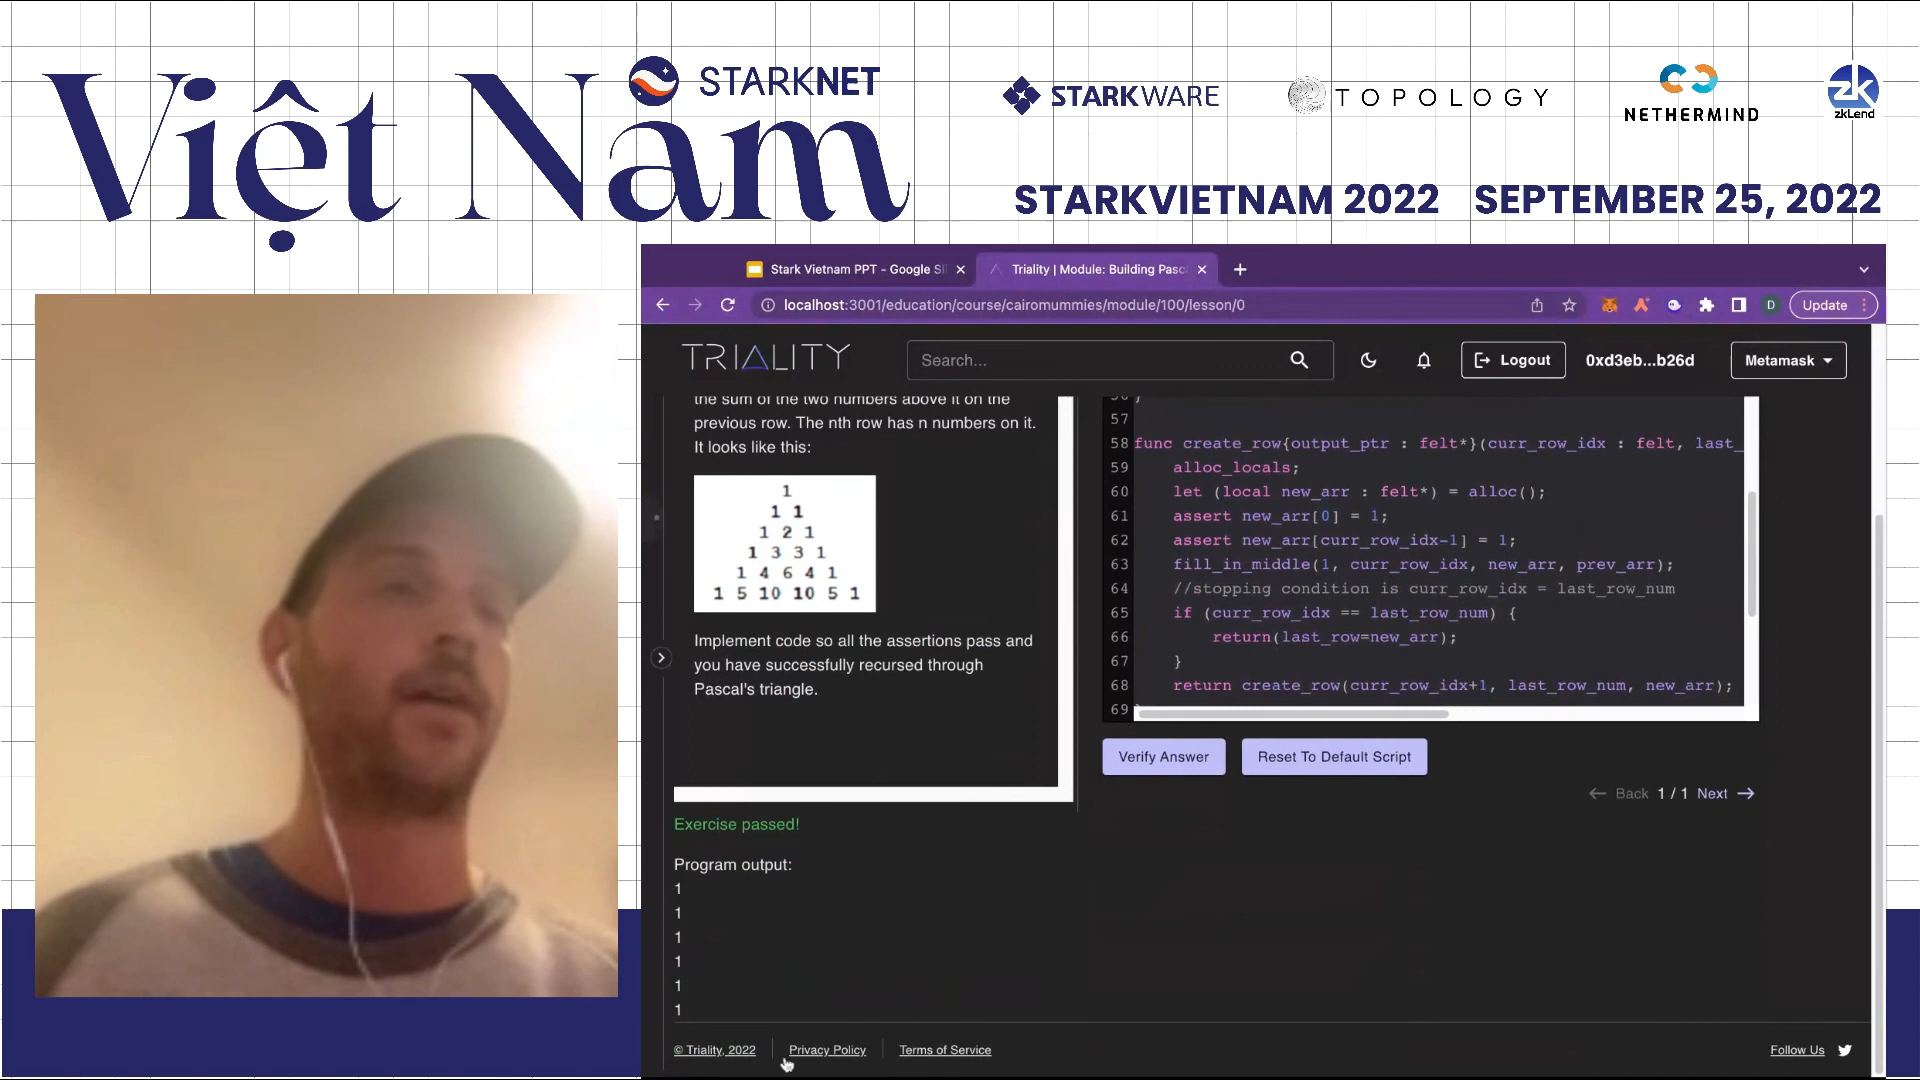 Việt Nam
STARKNET
STARKWARE
TOPOLOGY
NETHERMIND
zk
zkLend
STARKVIETNAM 2022 SEPTEMBER 25, 2022
Stark Vietnam PPT - Google Sli
Triality | Module: Building Pasc
localhost:3001/education/course/cairomummies/module/100/lesson/0
D
Update
TRIALITY
Search...
Logout
0xd3eb...b26d
Metamask
the sum of the two numbers above it on the
previous row. The nth row has n numbers on it.
It looks like this:
1
1 1
1 2 1
1 3 3 1
1 4 6 4 1
1 5 10 10 5 1
Implement code so all the assertions pass and
you have successfully recursed through
Pascal's triangle.
56 }
57
58 func create_row{output_ptr : felt*}(curr_row_idx : felt, last_
59 alloc_locals;
60 let (local new_arr : felt*) = alloc();
61 assert new_arr[0] = 1;
62 assert new_arr[curr_row_idx-1] = 1;
63 fill_in_middle(1, curr_row_idx, new_arr, prev_arr);
64 //stopping condition is curr_row_idx = last_row_num
65 if (curr_row_idx == last_row_num) {
66 return(last_row=new_arr);
67 }
68 return create_row(curr_row_idx+1, last_row_num, new_arr);
69
Verify Answer
Reset To Default Script
Back 1 / 1 Next
Exercise passed!
Program output:
1
1
1
1
1
1
© Triality, 2022
Privacy Policy
Terms of Service
Follow Us